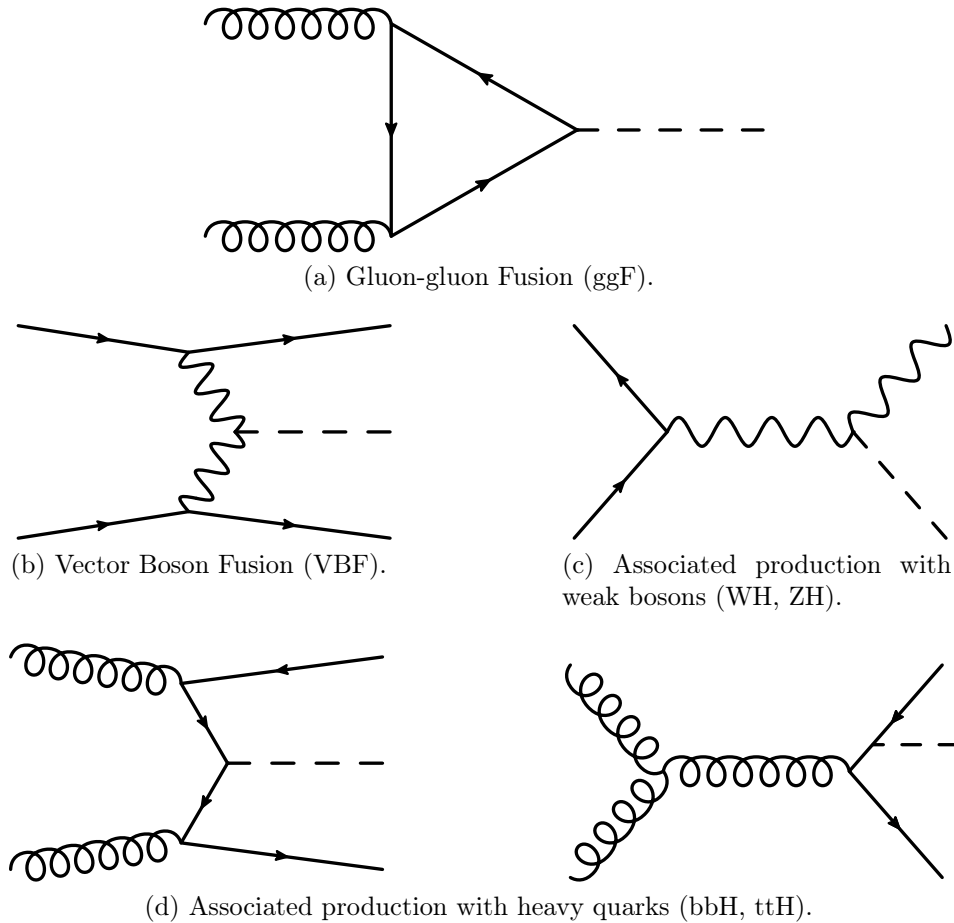 (a) Gluon-gluon Fusion (ggF).
(b) Vector Boson Fusion (VBF).
(c) Associated production with
weak bosons (WH, ZH).
(d) Associated production with heavy quarks (bbH, ttH).